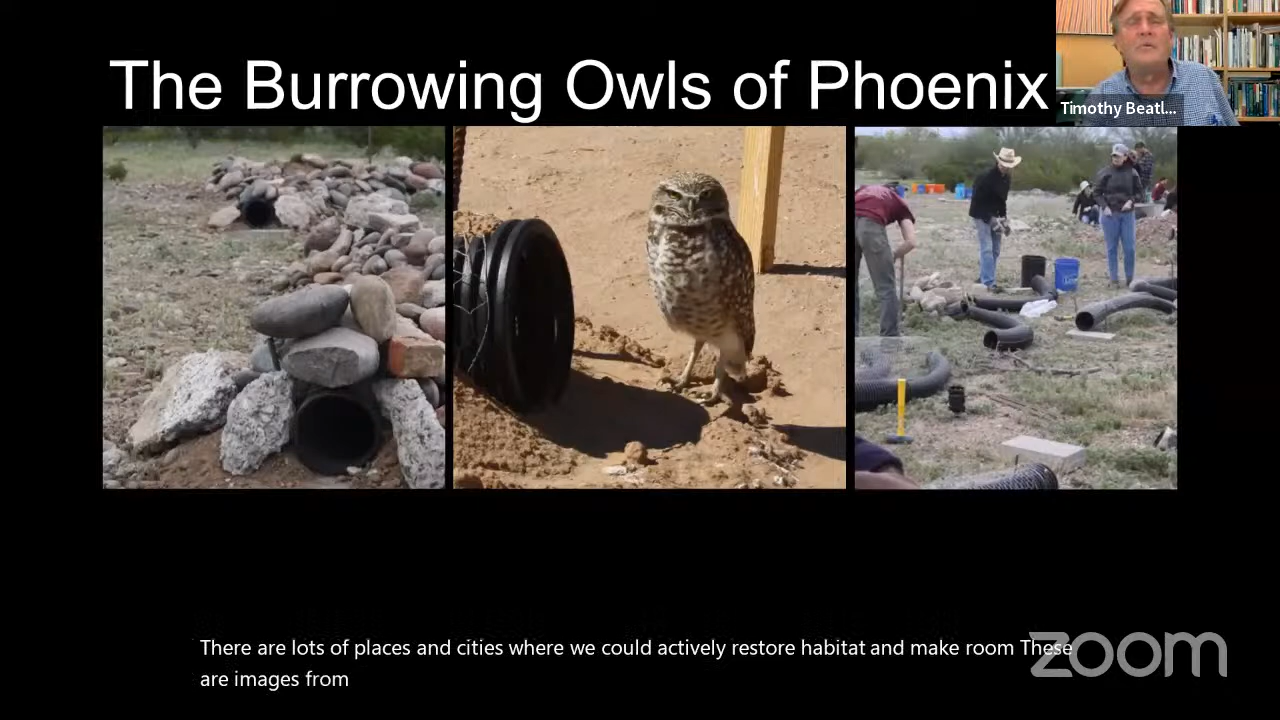 The Burrowing Owls of Phoenix
Timothy Beatl...
There are lots of places and cities where we could actively restore habitat and make room These
are images from
zoom